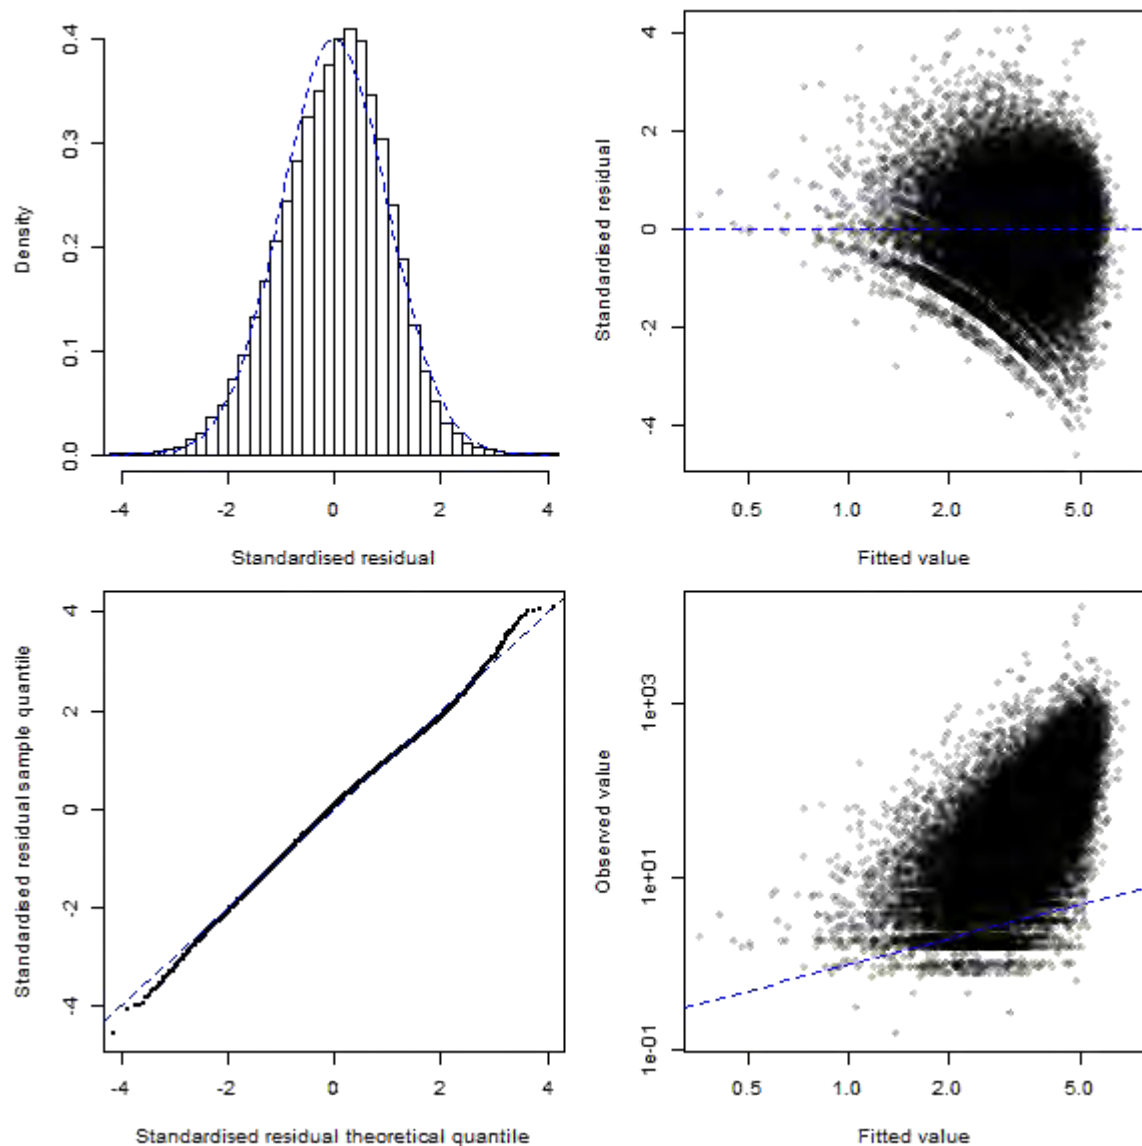 0.4
0.3
0.2
0.1
0.0
Density
-4 -2 0 2 4
Standardised residual
4
2
0
-2
-4
Standardised residual
0.5 1.0 2.0 5.0
Fitted value
4
2
0
-2
-4
Standardised residual sample quantile
-4 -2 0 2 4
Standardised residual theoretical quantile
1e+03
1e+01
1e-01
Observed value
0.5 1.0 2.0 5.0
Fitted value